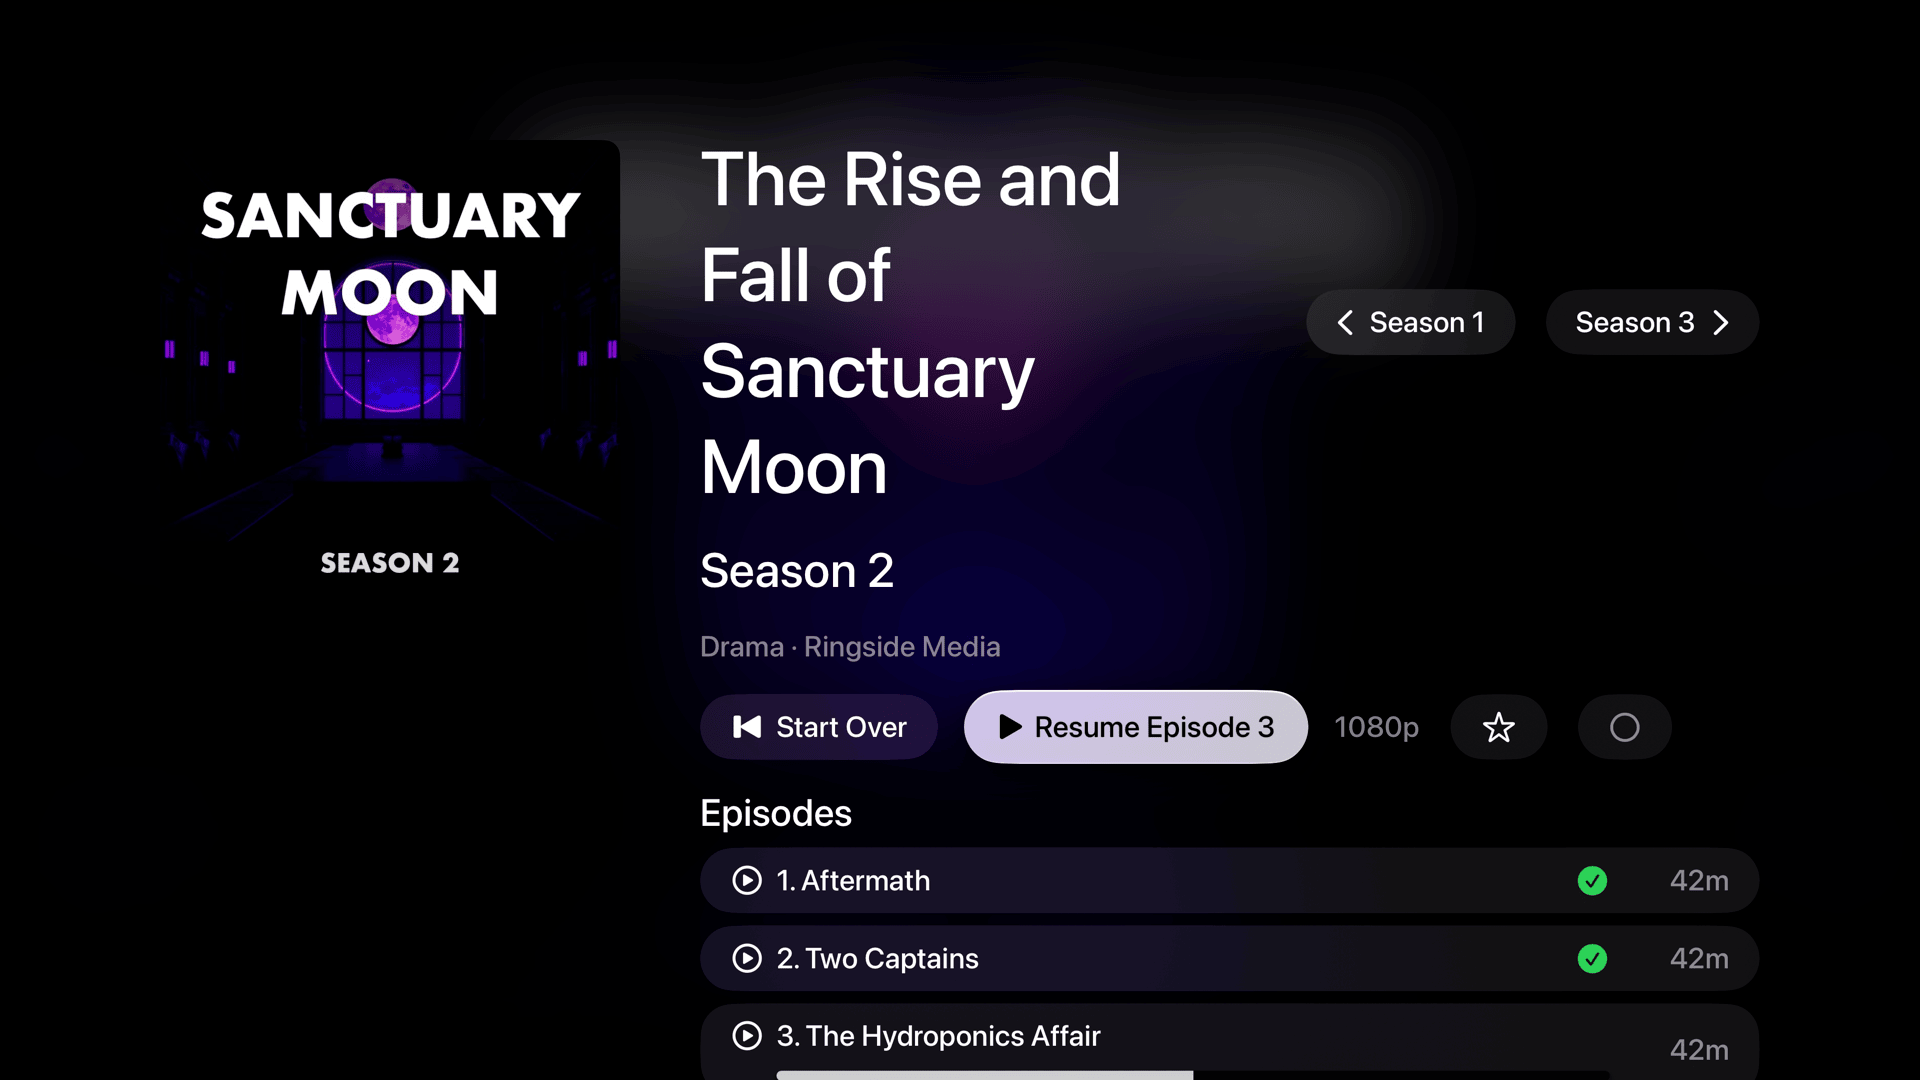 SANCTUARY
MOON
SEASON 2
The Rise and
Fall of
Sanctuary
Moon
Season 1
Season 3
Season 2
Drama · Ringside Media
Start Over
Resume Episode 3
1080p
Episodes
1. Aftermath
42m
2. Two Captains
42m
3. The Hydroponics Affair
42m